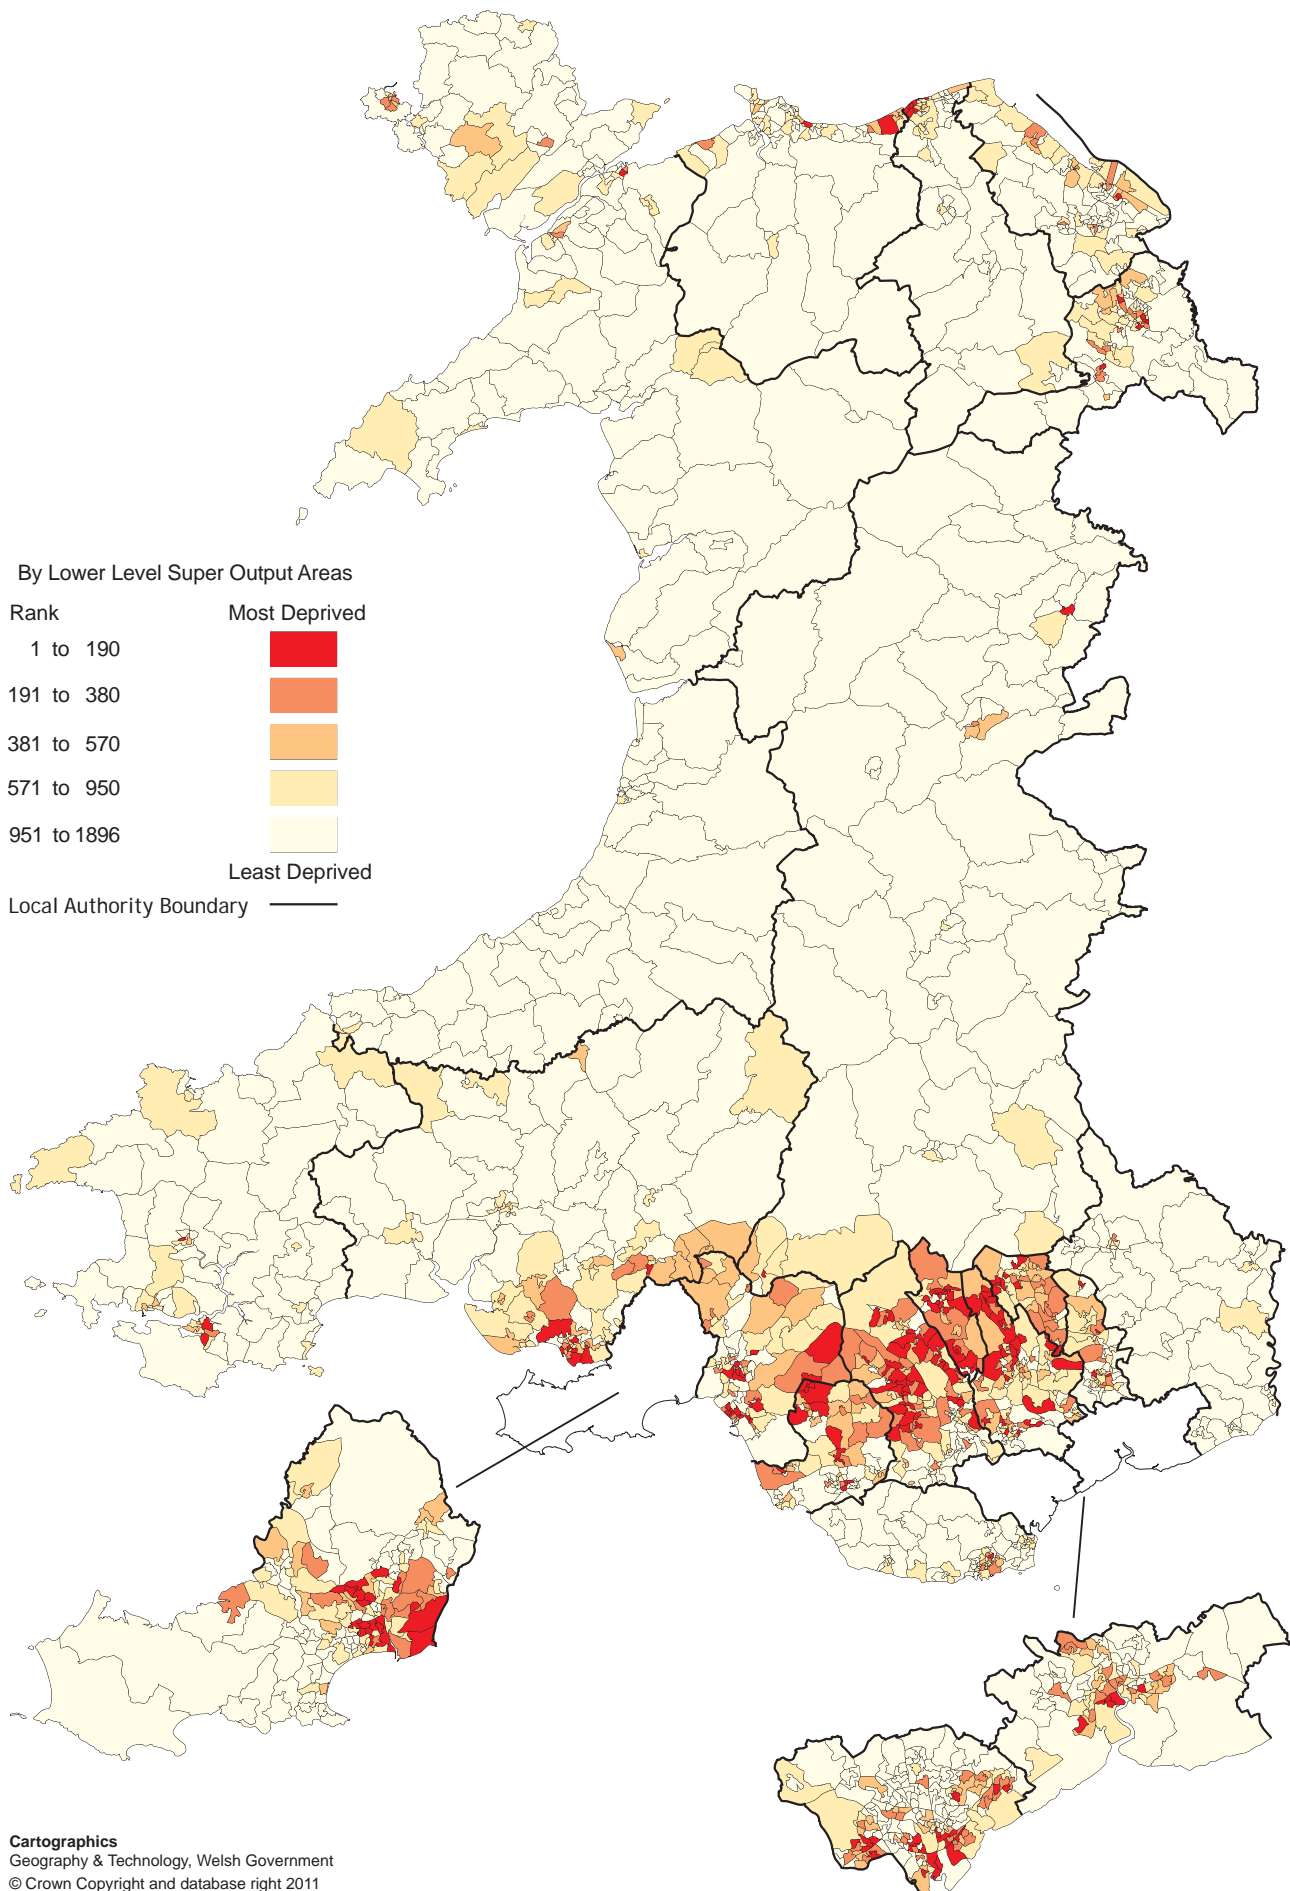 By Lower Level Super Output Areas
Rank Most Deprived
1 to 190
191 to 380
381 to 570
571 to 950
951 to 1896
Least Deprived
Local Authority Boundary
Cartographics
Geography & Technology, Welsh Government
© Crown Copyright and database right 2011